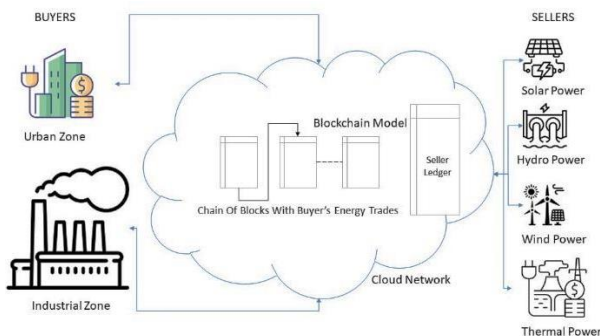 BUYERS
SELLERS
Urban Zone
Industrial Zone
Blockchain Model
Seller
Ledger
Chain Of Blocks With Buyer's Energy Trades
Cloud Network
Solar Power
Hydro Power
Wind Power
Thermal Power